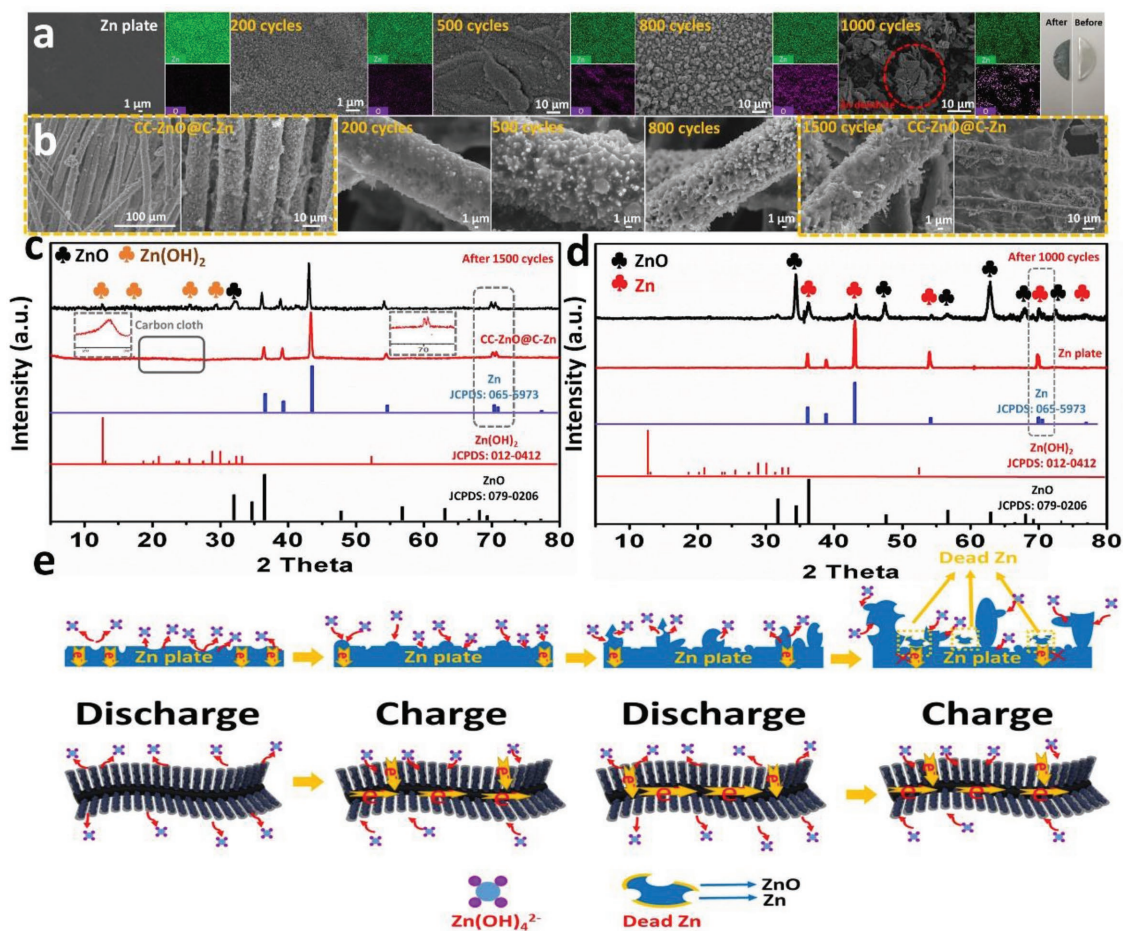 a
Zn plate
Zn
O
1 μm
200 cycles
Zn
O
1 μm
500 cycles
Zn
O
10 μm
800 cycles
Zn
O
10 μm
1000 cycles
10 μm
After Before
b
CC-ZnO@C-Zn
100 μm
10 μm
200 cycles
1 μm
500 cycles
1 μm
800 cycles
1 μm
1500 cycles
1 μm
CC-ZnO@C-Zn
10 μm
c
ZnO
Zn(OH)2
After 1500 cycles
Carbon cloth
70
CC-ZnO@C-Zn
Zn
JCPDS: 065-5973
Zn(OH)2
JCPDS: 012-0412
ZnO
JCPDS: 079-0206
Intensity (a.u.)
10 20 30 40 50 60 70 80
2 Theta
d
ZnO
Zn
After 1000 cycles
Zn plate
Zn
JCPDS: 065-5973
Zn(OH)2
JCPDS: 012-0412
ZnO
JCPDS: 079-0206
Intensity (a.u.)
10 20 30 40 50 60 70 80
2 Theta
e
Dead Zn
e Zn plate e
e Zn plate e
e Zn plate e
Zn plate e
Discharge
Charge
Discharge
Charge
e e e e e
e e e e
e e e e e
Zn(OH)4 2-
Dead Zn
ZnO
Zn